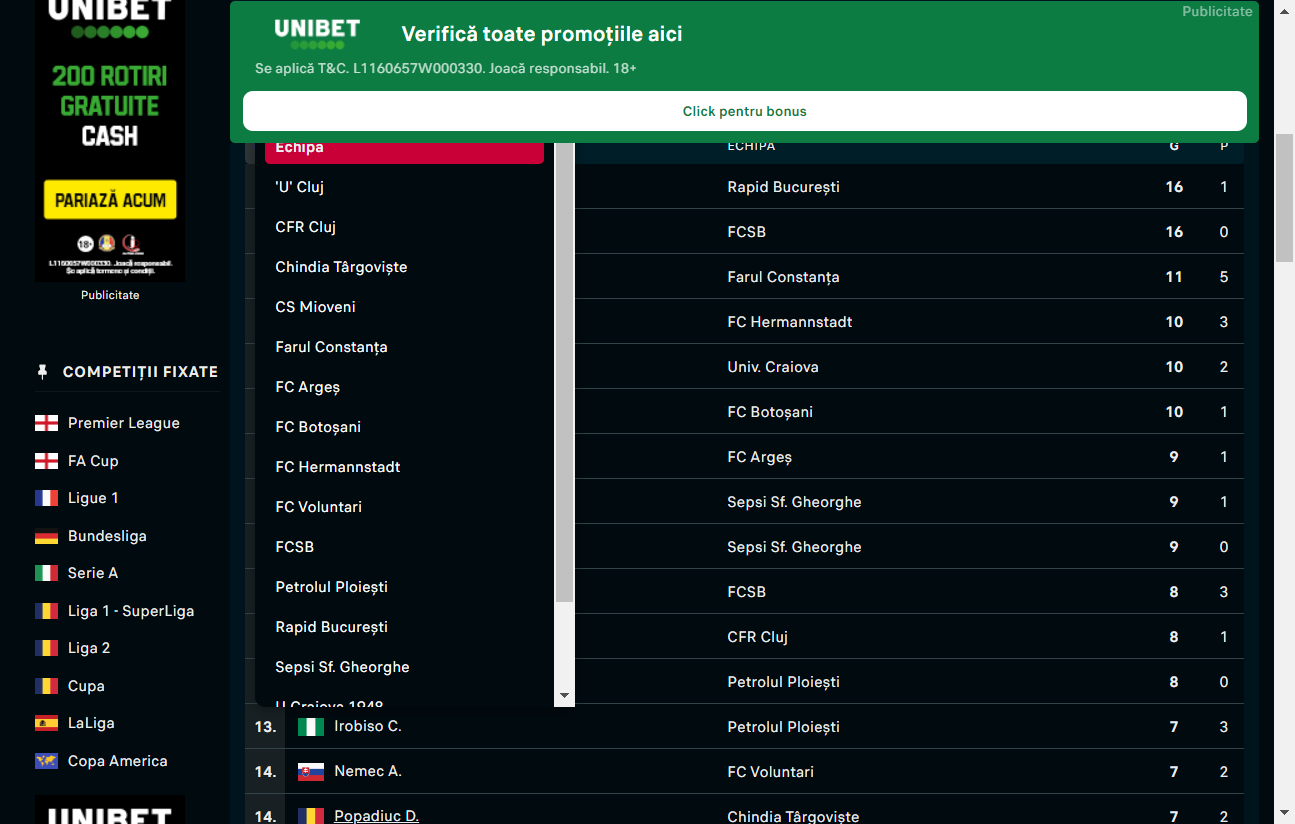 UNIBET
200 ROTIRI
GRATUITE
CASH
PARIAZĂ ACUM
18+
L1160657W000330. Joacă responsabil.
Se aplică termeni și condiții.
Publicitate
COMPETIȚII FIXATE
Premier League
FA Cup
Ligue 1
Bundesliga
Serie A
Liga 1 - SuperLiga
Liga 2
Cupa
LaLiga
Copa America
UNIBET
Publicitate
UNIBET
Verifică toate promoțiile aici
Se aplică T&C. L1160657W000330. Joacă responsabil. 18+
Click pentru bonus
Echipa
'U' Cluj
CFR Cluj
Chindia Târgoviște
CS Mioveni
Farul Constanța
FC Argeș
FC Botoșani
FC Hermannstadt
FC Voluntari
FCSB
Petrolul Ploiești
Rapid București
Sepsi Sf. Gheorghe
U Craiova 1948
ECHIPA G P
Rapid București 16 1
FCSB 16 0
Farul Constanța 11 5
FC Hermannstadt 10 3
Univ. Craiova 10 2
FC Botoșani 10 1
FC Argeș 9 1
Sepsi Sf. Gheorghe 9 1
Sepsi Sf. Gheorghe 9 0
FCSB 8 3
CFR Cluj 8 1
Petrolul Ploiești 8 0
13. Irobiso C. Petrolul Ploiești 7 3
14. Nemec A. FC Voluntari 7 2
14. Popadiuc D. Chindia Târgoviște 7 2